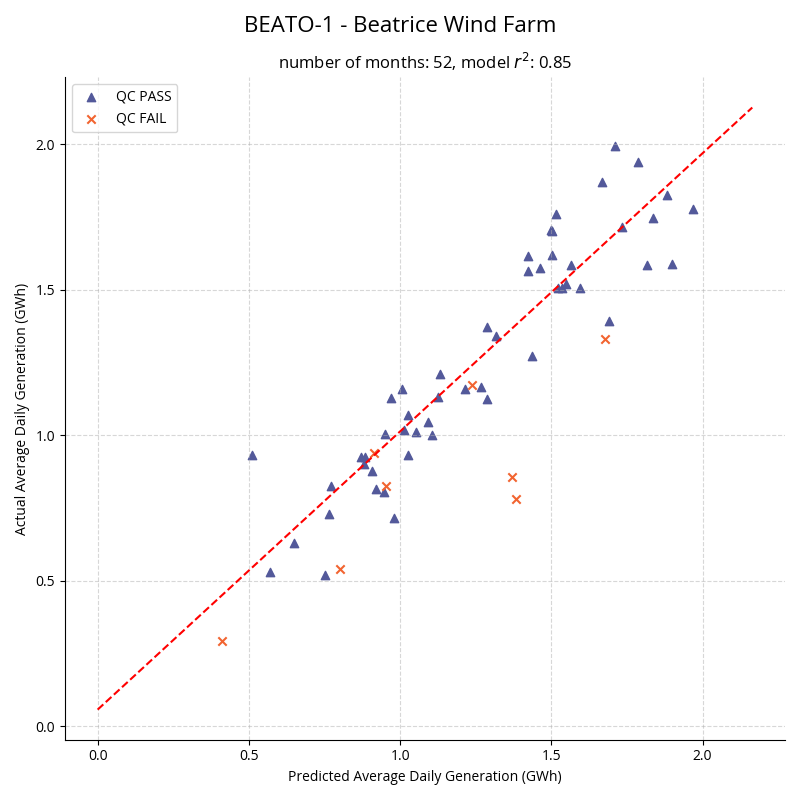 BEATO-1 - Beatrice Wind Farm
number of months: 52, model r²: 0.85
QC PASS
QC FAIL
2.0
1.5
1.0
0.5
0.0
Actual Average Daily Generation (GWh)
0.0 0.5 1.0 1.5 2.0
Predicted Average Daily Generation (GWh)